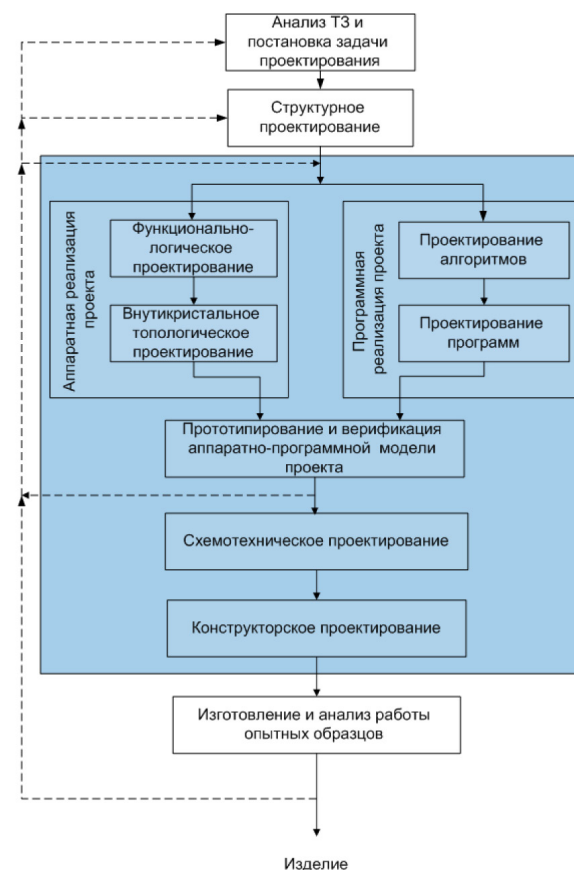 Анализ ТЗ и
постановка задачи
проектирования
Структурное
проектирование
Аппаратная реализация
проекта
Функционально-
логическое
проектирование
Внутикристальное
топологическое
проектирование
Программная
реализация проекта
Проектирование
алгоритмов
Проектирование
программ
Прототипирование и верификация
аппаратно-программной модели
проекта
Схемотехническое проектирование
Конструкторское проектирование
Изготовление и анализ работы
опытных образцов
Изделие